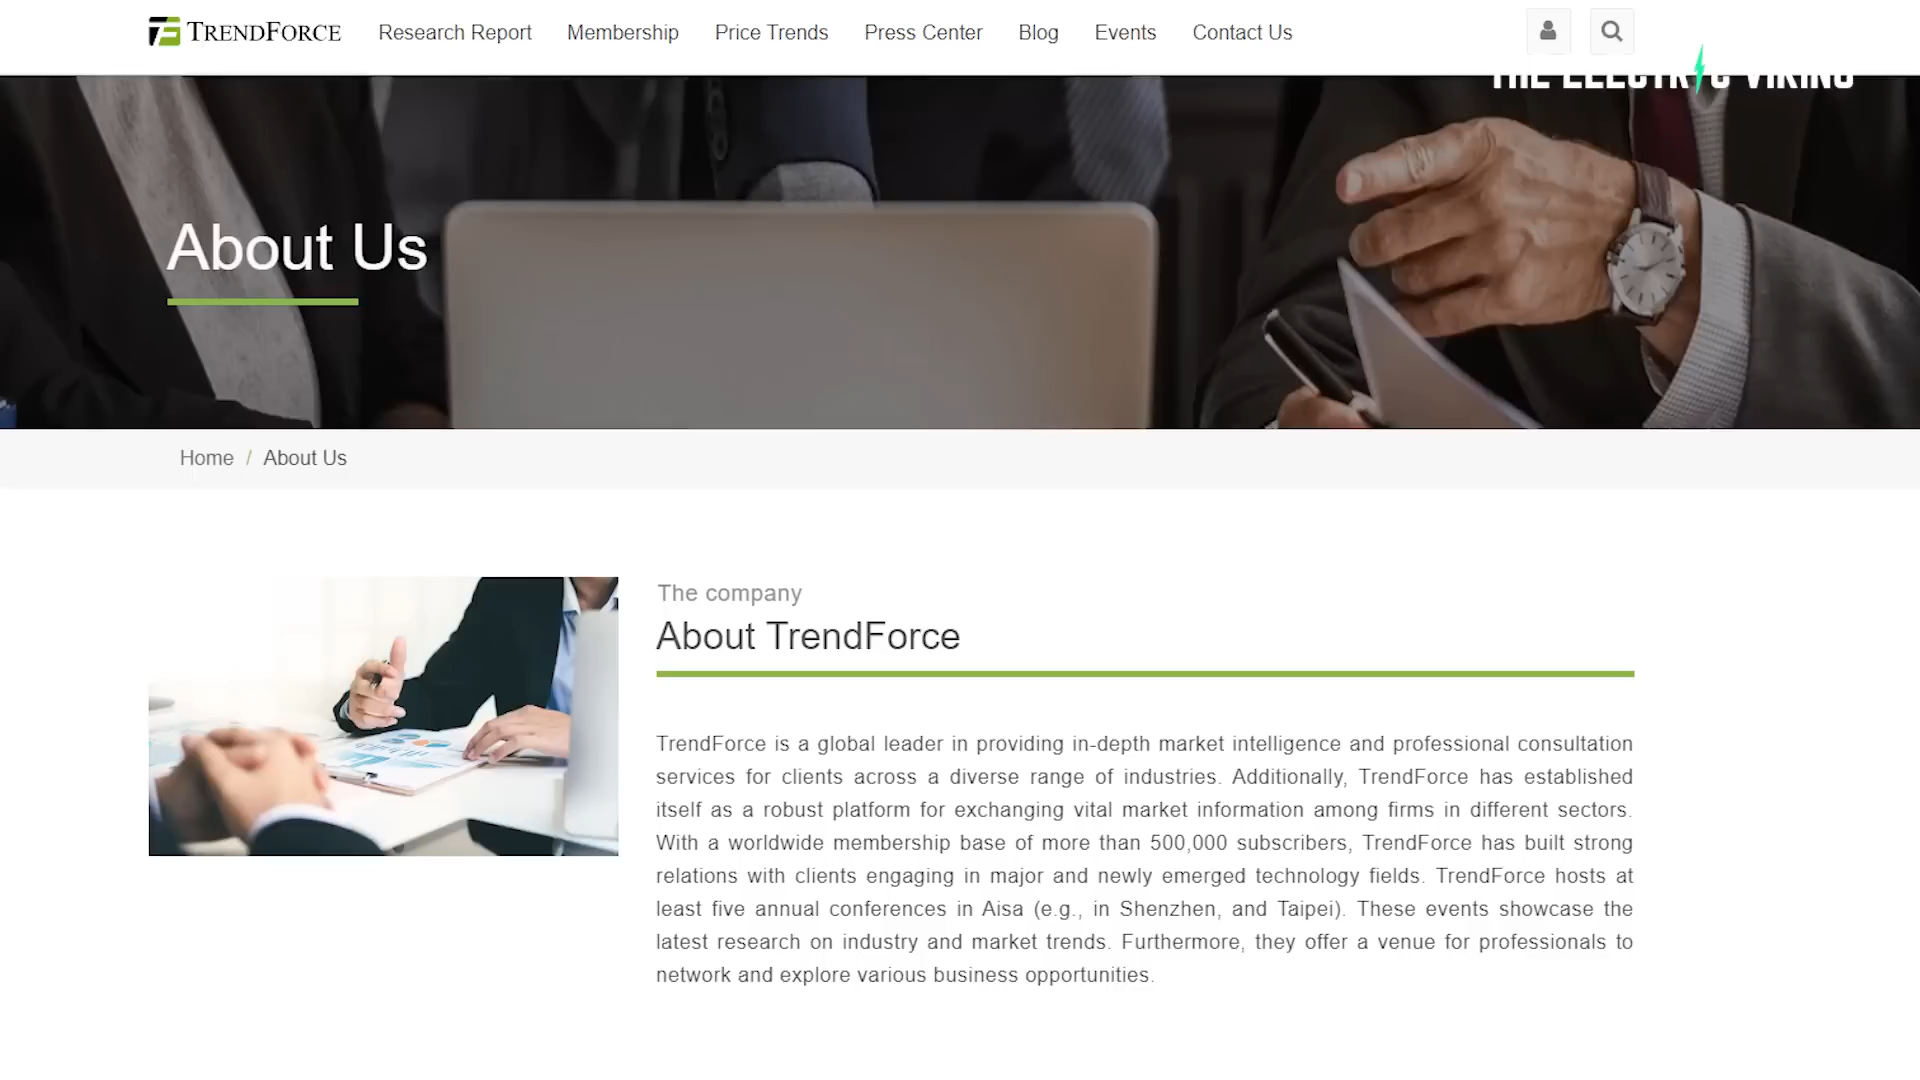 TRENDFORCE Research Report Membership Price Trends Press Center Blog Events Contact Us
THE ELECTRIC VIKING
About Us
Home / About Us
The company
About TrendForce
TrendForce is a global leader in providing in-depth market intelligence and professional consultation
services for clients across a diverse range of industries. Additionally, TrendForce has established
itself as a robust platform for exchanging vital market information among firms in different sectors.
With a worldwide membership base of more than 500,000 subscribers, TrendForce has built strong
relations with clients engaging in major and newly emerged technology fields. TrendForce hosts at
least five annual conferences in Aisa (e.g., in Shenzhen, and Taipei). These events showcase the
latest research on industry and market trends. Furthermore, they offer a venue for professionals to
network and explore various business opportunities.